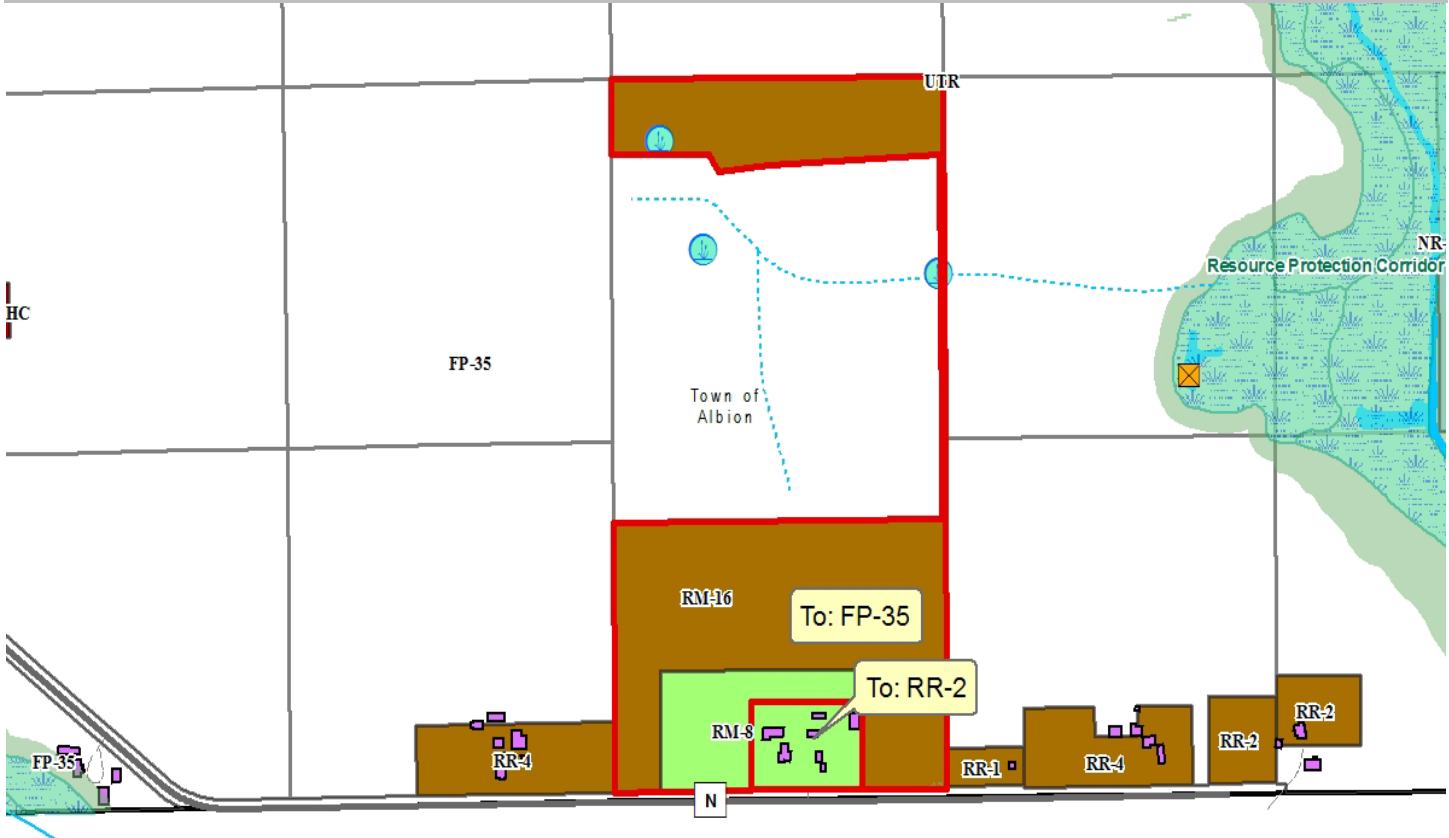 UTR
NR-
Resource Protection Corridor
HC
FP-35
Town of
Albion
RM-16
To: FP-35
To: RR-2
RM-8
RR-2
RR-2
FP-35
RR-4
RR-1
RR-4
N